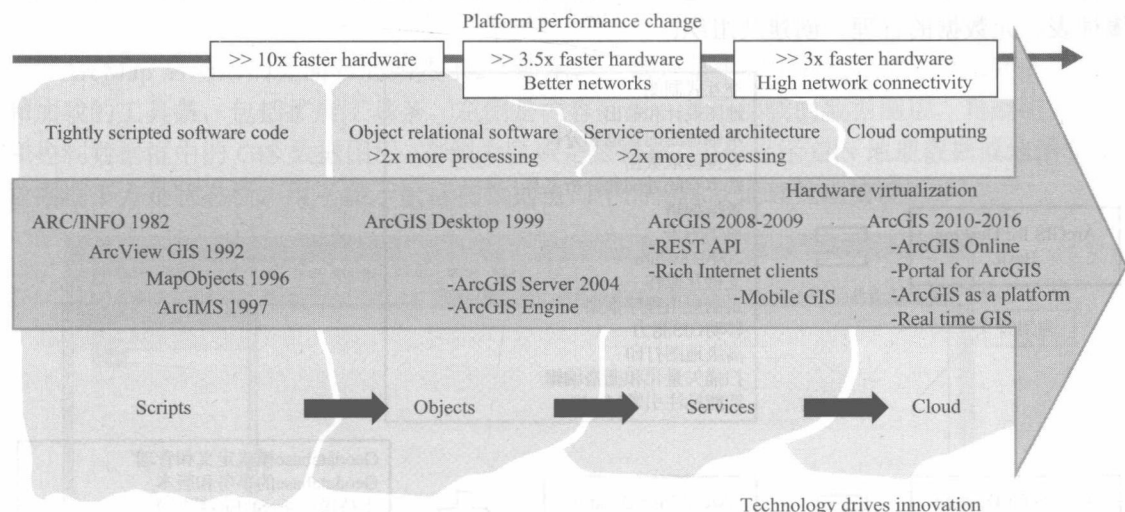 Platform performance change
>> 10x faster hardware
>> 3.5x faster hardware
Better networks
>> 3x faster hardware
High network connectivity
Tightly scripted software code
Object relational software
>2x more processing
Service-oriented architecture
>2x more processing
Cloud computing
Hardware virtualization
ARC/INFO 1982
ArcView GIS 1992
MapObjects 1996
ArcIMS 1997
ArcGIS Desktop 1999
-ArcGIS Server 2004
-ArcGIS Engine
ArcGIS 2008-2009
-REST API
-Rich Internet clients
-Mobile GIS
ArcGIS 2010-2016
-ArcGIS Online
-Portal for ArcGIS
-ArcGIS as a platform
-Real time GIS
Scripts
Objects
Services
Cloud
Technology drives innovation